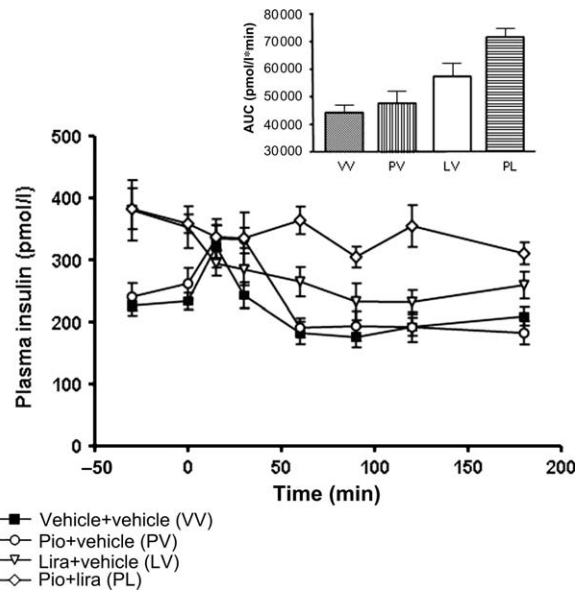 80000
70000
60000
50000
40000
30000
AUC (pmol/l*min)
VV PV LV PL
500
400
300
200
100
0
Plasma insulin (pmol/l)
−50 0 50 100 150 200
Time (min)
Vehicle+vehicle (VV)
Pio+vehicle (PV)
Lira+vehicle (LV)
Pio+lira (PL)